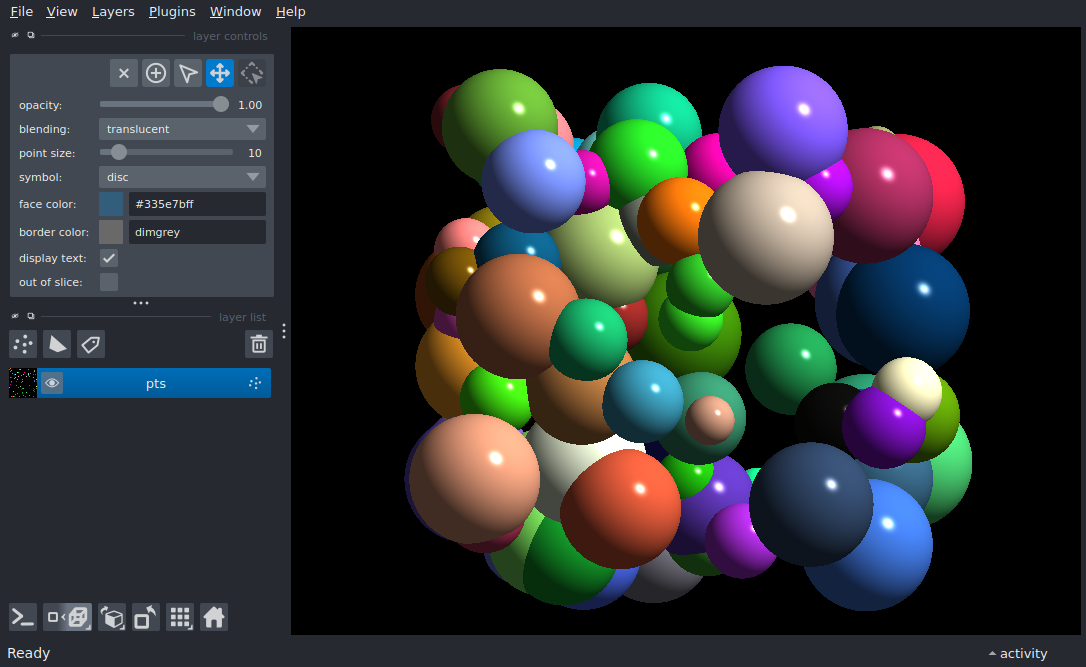 File View Layers Plugins Window Help
layer controls
opacity: 1.00
blending: translucent
point size: 10
symbol: disc
face color: #335e7bff
border color: dimgrey
display text:
out of slice:
layer list
pts
Ready
activity